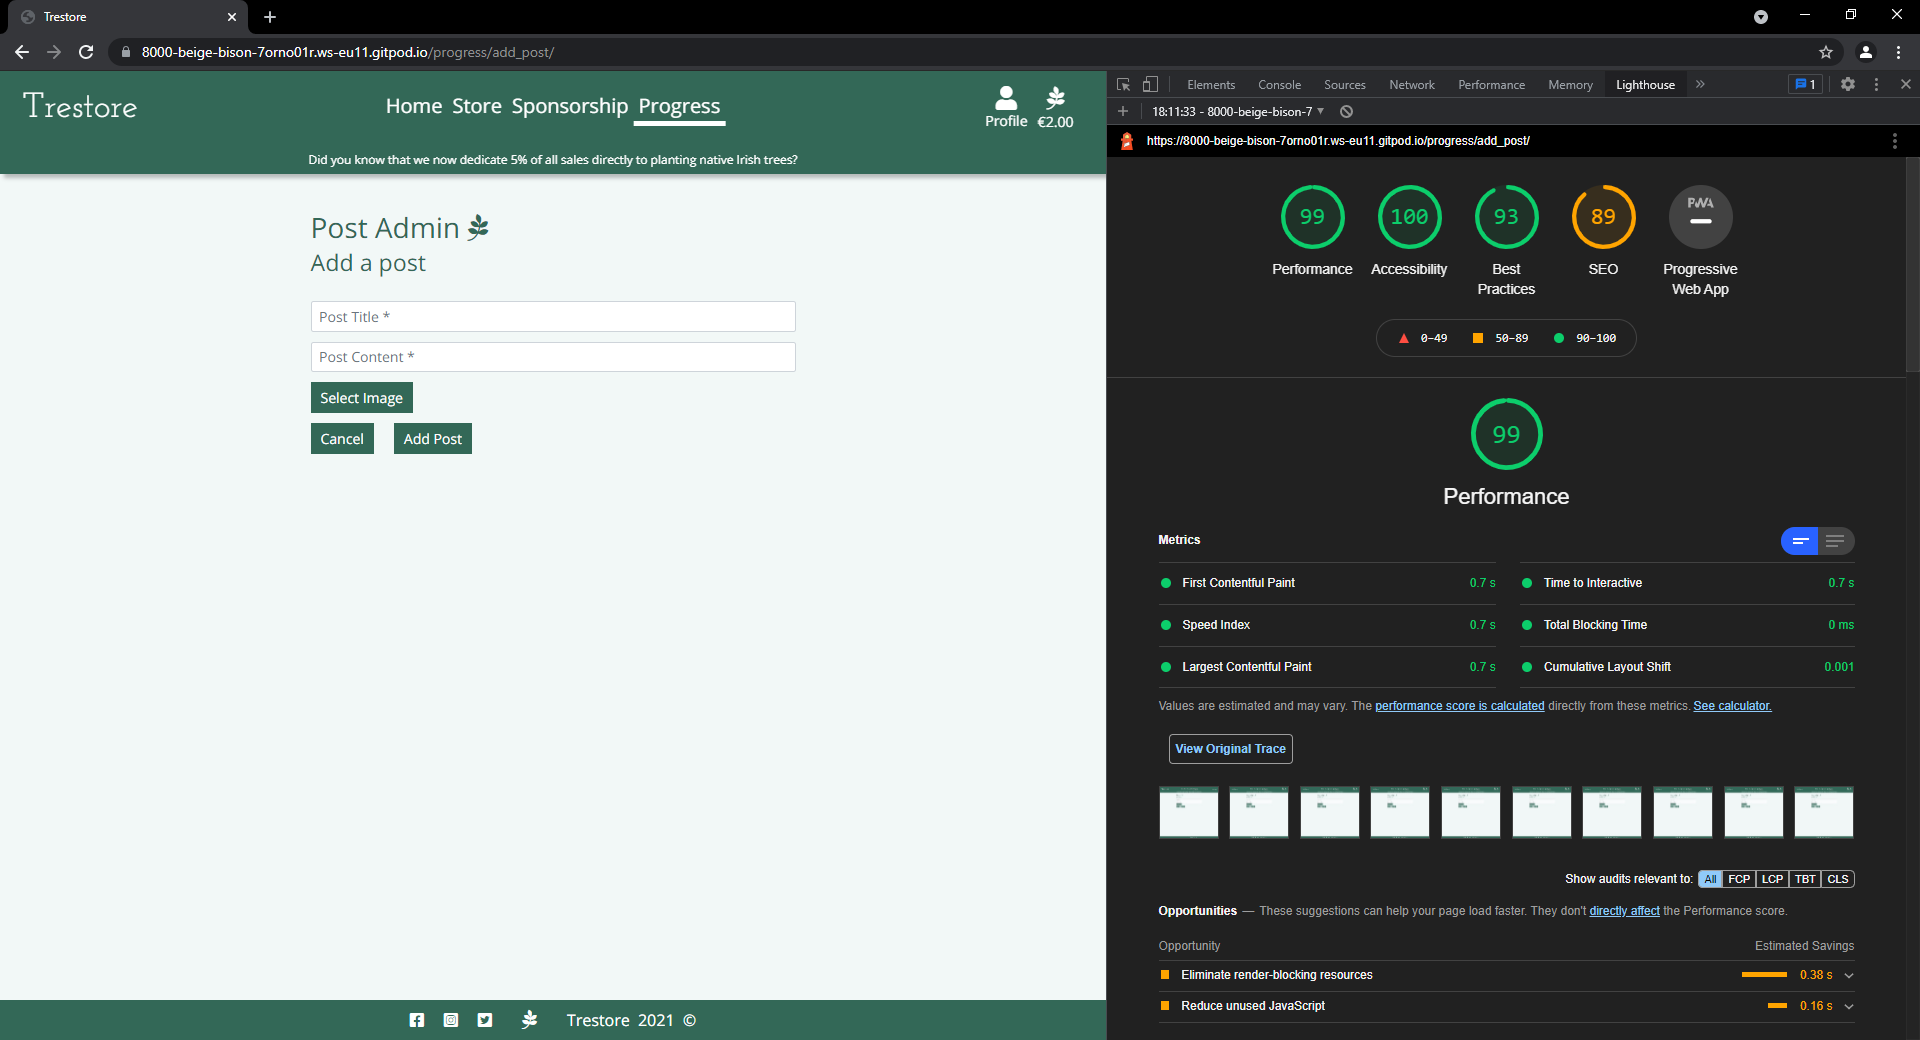 Trestore
8000-beige-bison-7orno01r.ws-eu11.gitpod.io/progress/add_post/
Trestore
Home Store Sponsorship Progress
Profile €2.00
Did you know that we now dedicate 5% of all sales directly to planting native Irish trees?
Post Admin
Add a post
Post Title *
Post Content *
Select Image
Cancel Add Post
Trestore 2021 ©
Elements Console Sources Network Performance Memory Lighthouse » 1
18:11:33 - 8000-beige-bison-7
https://8000-beige-bison-7orno01r.ws-eu11.gitpod.io/progress/add_post/
99 100 93 89 PWA
Performance Accessibility Best Practices SEO Progressive Web App
0–49 50–89 90–100
99
Performance
Metrics
First Contentful Paint 0.7 s
Time to Interactive 0.7 s
Speed Index 0.7 s
Total Blocking Time 0 ms
Largest Contentful Paint 0.7 s
Cumulative Layout Shift 0.001
Values are estimated and may vary. The performance score is calculated directly from these metrics. See calculator.
View Original Trace
Show audits relevant to: All FCP LCP TBT CLS
Opportunities — These suggestions can help your page load faster. They don't directly affect the Performance score.
Opportunity Estimated Savings
Eliminate render-blocking resources 0.38 s
Reduce unused JavaScript 0.16 s